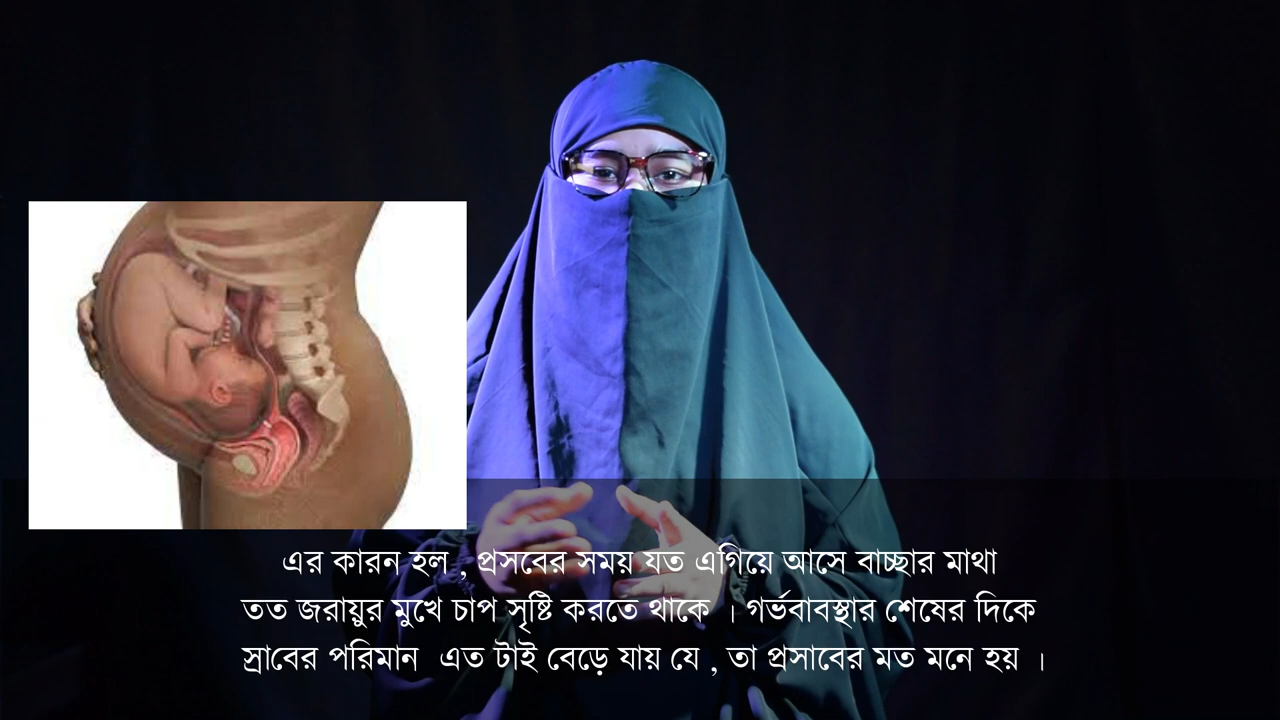 এর কারন হল , প্রসবের সময় যত এগিয়ে আসে বাচ্ছার মাথা
তত জরায়ুর মুখে চাপ সৃষ্টি করতে থাকে । গর্ভবাবস্থার শেষের দিকে
স্রাবের পরিমান এত টাই বেড়ে যায় যে , তা প্রসাবের মত মনে হয় ।